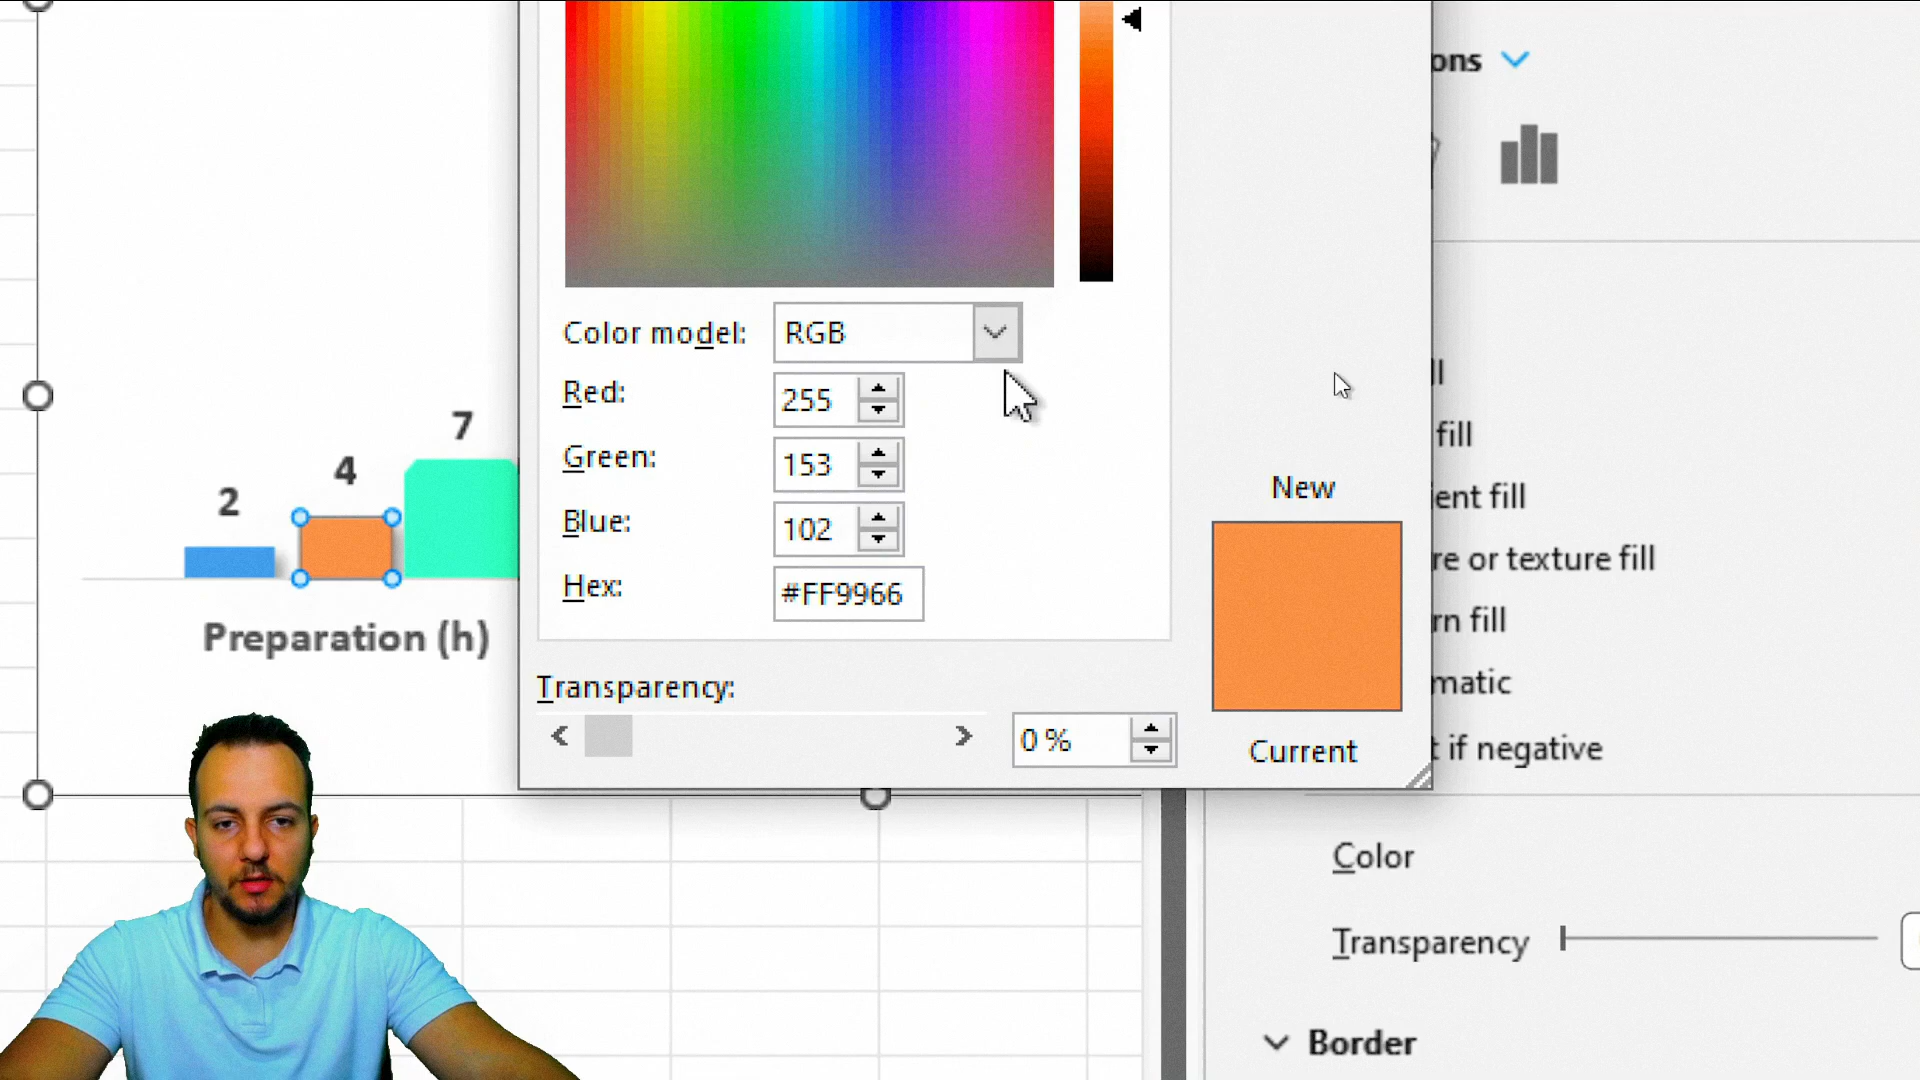 2
4
7
Preparation (h)
Color model: RGB
Red: 255
Green: 153
Blue: 102
Hex: #FF9966
Transparency:
0 %
New
Current
ons
ll
fill
ient fill
re or texture fill
rn fill
matic
t if negative
Color
Transparency
Border